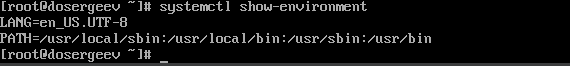 [root@dosergeev ~]# systemctl show-environment
LANG=en_US.UTF-8
PATH=/usr/local/sbin:/usr/local/bin:/usr/sbin:/usr/bin
[root@dosergeev ~]# _